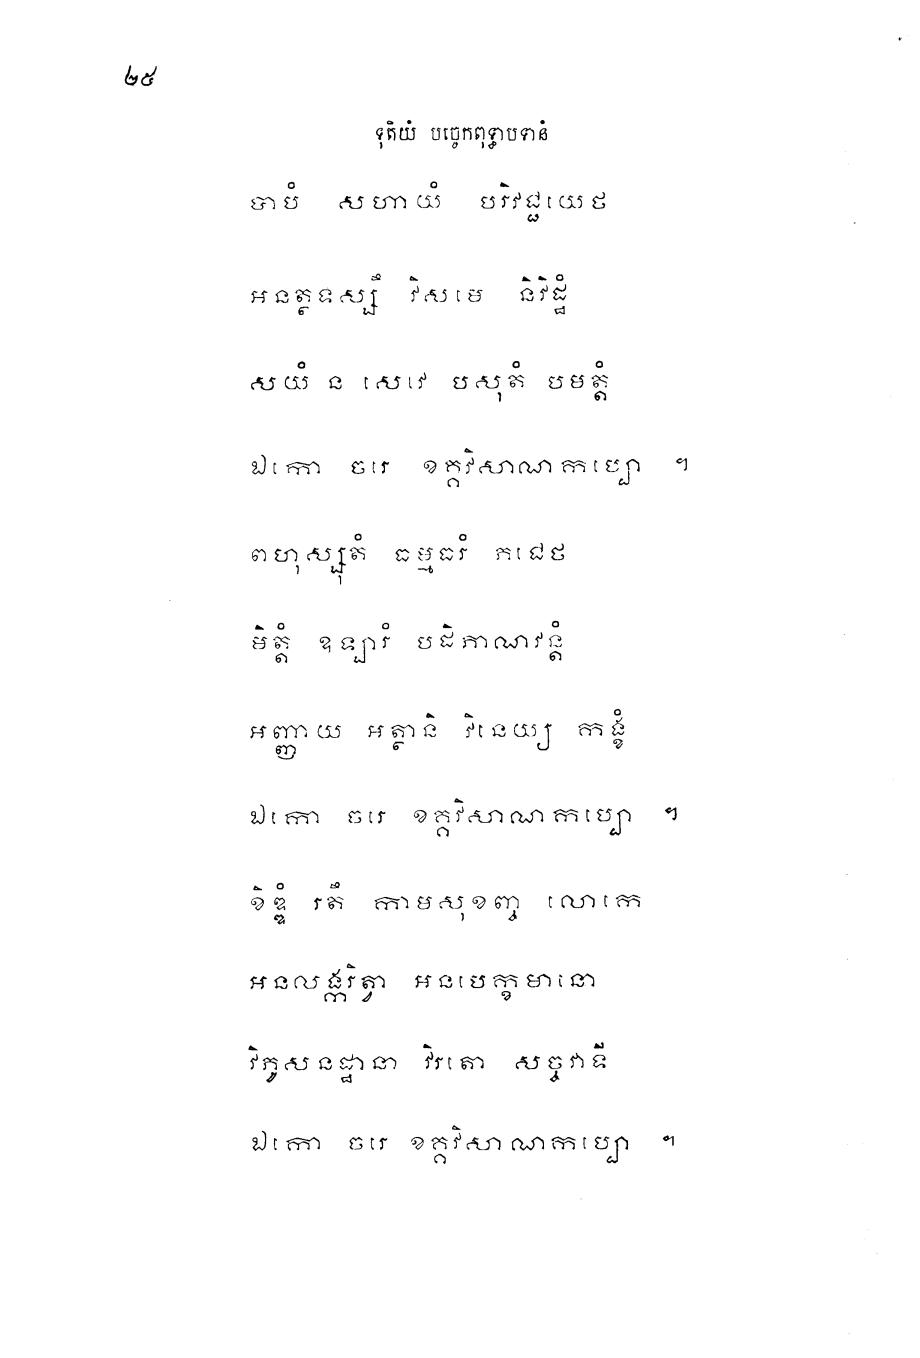 ២៥
ទុតិយំ បច្ចេកពុទ្ធាបទានំ
បាបំ សហាយំ បរិវជ្ជយេថ
អនត្ថទស្សឹ វិសមេ និវិដ្ឋំ
សយំ ន សេវេ បសុតំ បមត្តំ
ឯកោ ចរេ ខគ្គវិសាណកប្បោ ។
ពហុស្សុតំ ធម្មធរំ ភជេថ
មិត្តំ ឧឡ្បារំ បដិភាណវន្តំ
អញ្ញាយ អត្ថានិ វិនេយ្យ កង្ខំ
ឯកោ ចរេ ខគ្គវិសាណកប្បោ ។
ខិឌ្ឌំ រតឹ កាមសុខញ្ច លោកេ
អនលង្ការិត្វា អនបេក្ខមានោ
វិភូសនដ្ឋានា វិរតោ សច្ចវាទី
ឯកោ ចរេ ខគ្គវិសាណកប្បោ ។